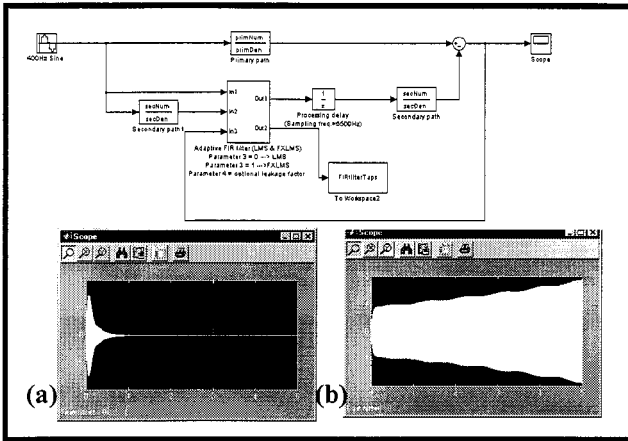 400Hz Sine
primNum
primDen
Primary path
Scope
secNum
secDen
Secondary path1
In1
In2
In3
Out1
Out2
1
z
Processing delay
(Sampling freq.=6500Hz)
secNum
secDen
Secondary path
Adaptive FIR filter (LMS & FXLMS)
Parameter 3 = 0 --> LMS
Parameter 3 = 1 -->FXLMS
Parameter 4 = optional leakage factor
FIRfilterTaps
To Workspace2
Scope
Scope
(a)
(b)